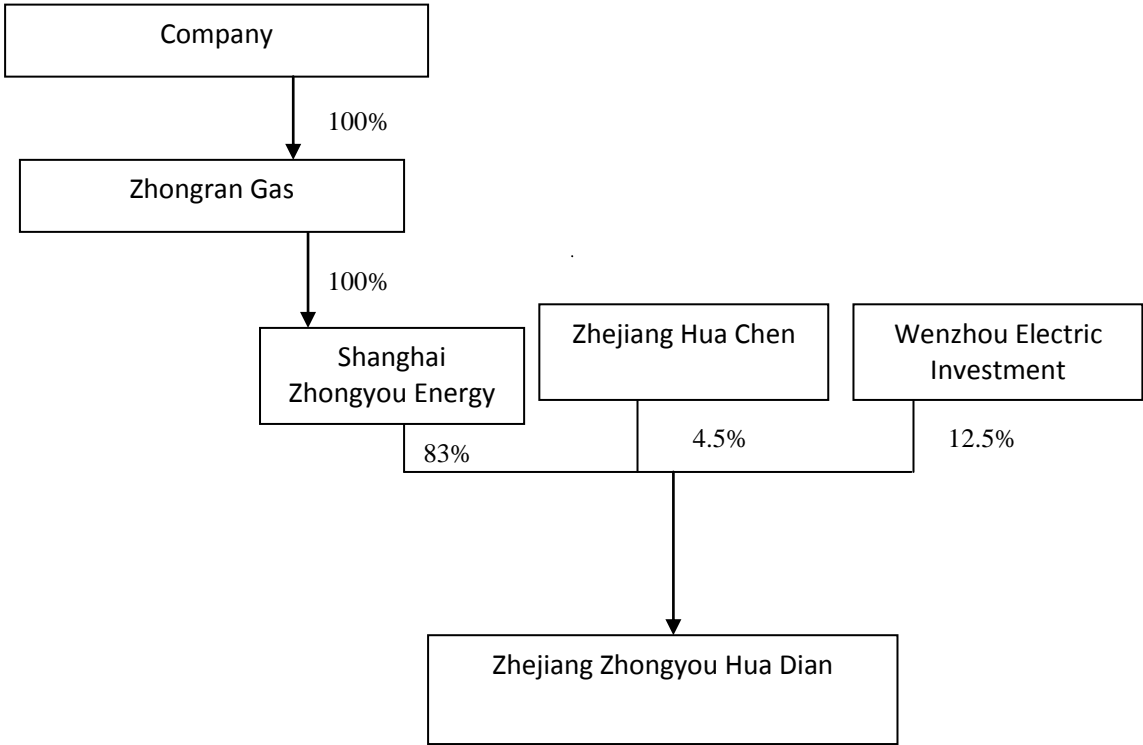 Company
100%
Zhongran Gas
100%
Shanghai
Zhongyou Energy
Zhejiang Hua Chen
Wenzhou Electric
Investment
83%
4.5%
12.5%
Zhejiang Zhongyou Hua Dian